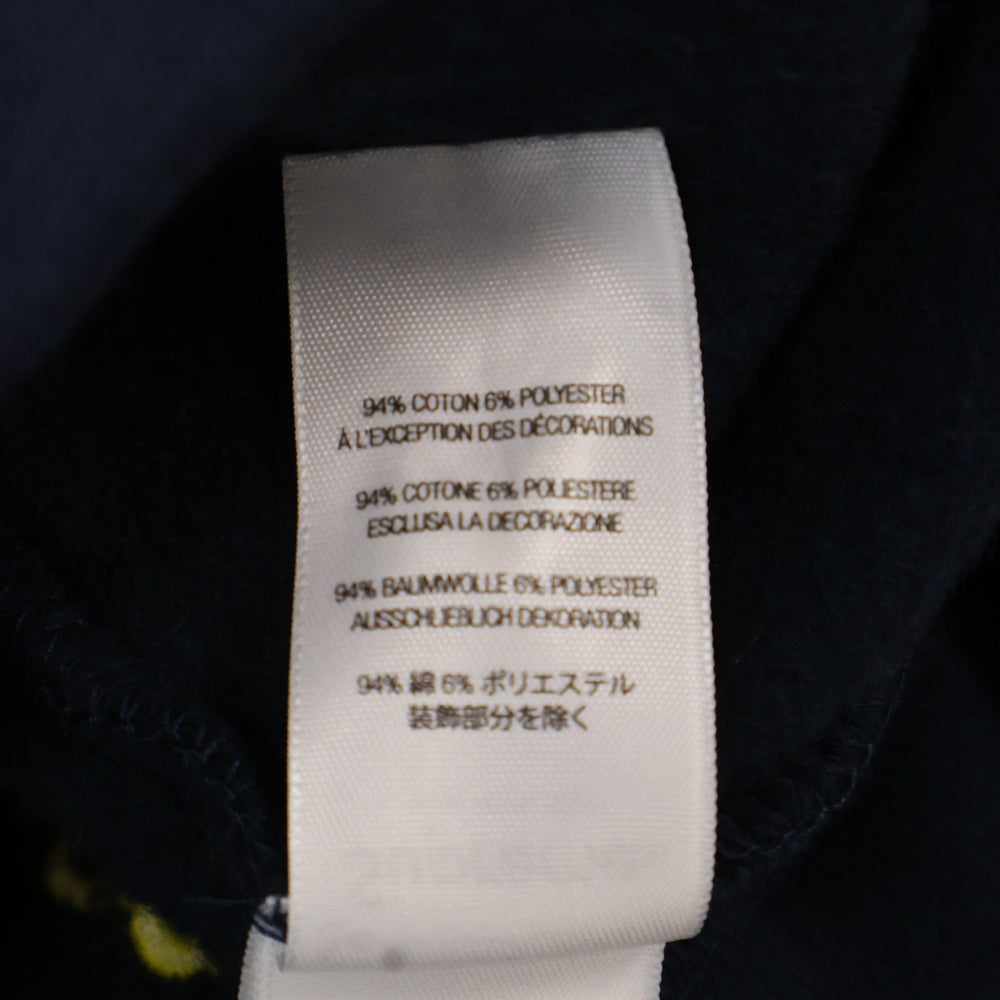 94% COTON 6% POLYESTER
À L'EXCEPTION DES DÉCORATIONS
94% COTONE 6% POLIESTERE
ESCLUSA LA DECORAZIONE
94% BAUMWOLLE 6% POLYESTER
AUSSCHLIEBLICH DEKORATION
94% 綿 6% ポリエステル
装飾部分を除く